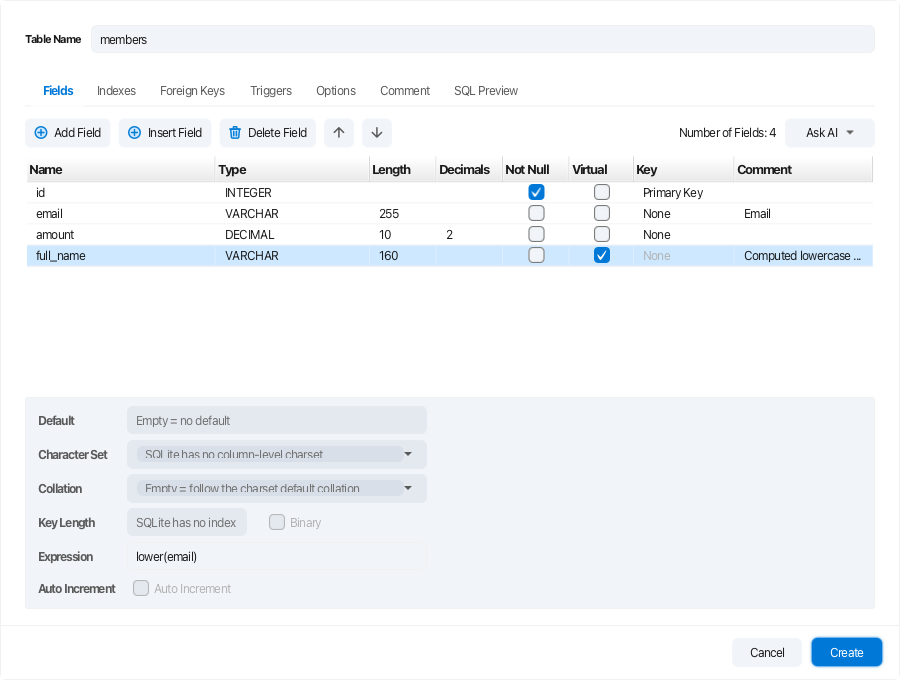 Table Name members
Fields Indexes Foreign Keys Triggers Options Comment SQL Preview
Add Field Insert Field Delete Field Number of Fields: 4 Ask AI
Name Type Length Decimals Not Null Virtual Key Comment
id INTEGER Primary Key
email VARCHAR 255 None Email
amount DECIMAL 10 2 None
full_name VARCHAR 160 None Computed lowercase ...
Default Empty = no default
Character Set SQLite has no column-level charset
Collation Empty = follow the charset default collation
Key Length SQLite has no index Binary
Expression lower(email)
Auto Increment Auto Increment
Cancel Create